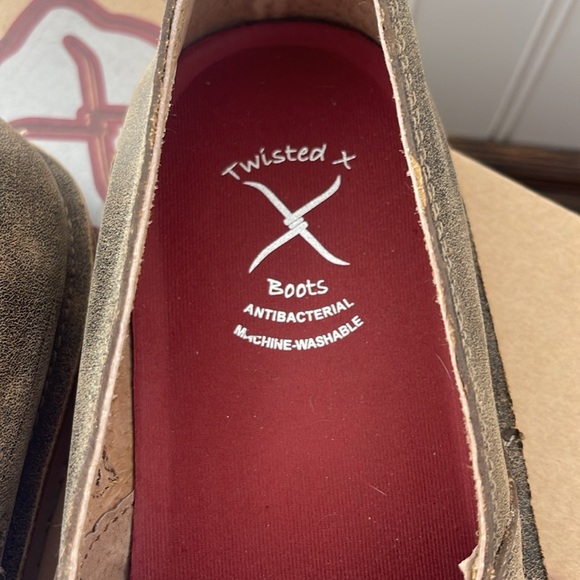 Twisted X
Boots
ANTIBACTERIAL
MACHINE-WASHABLE